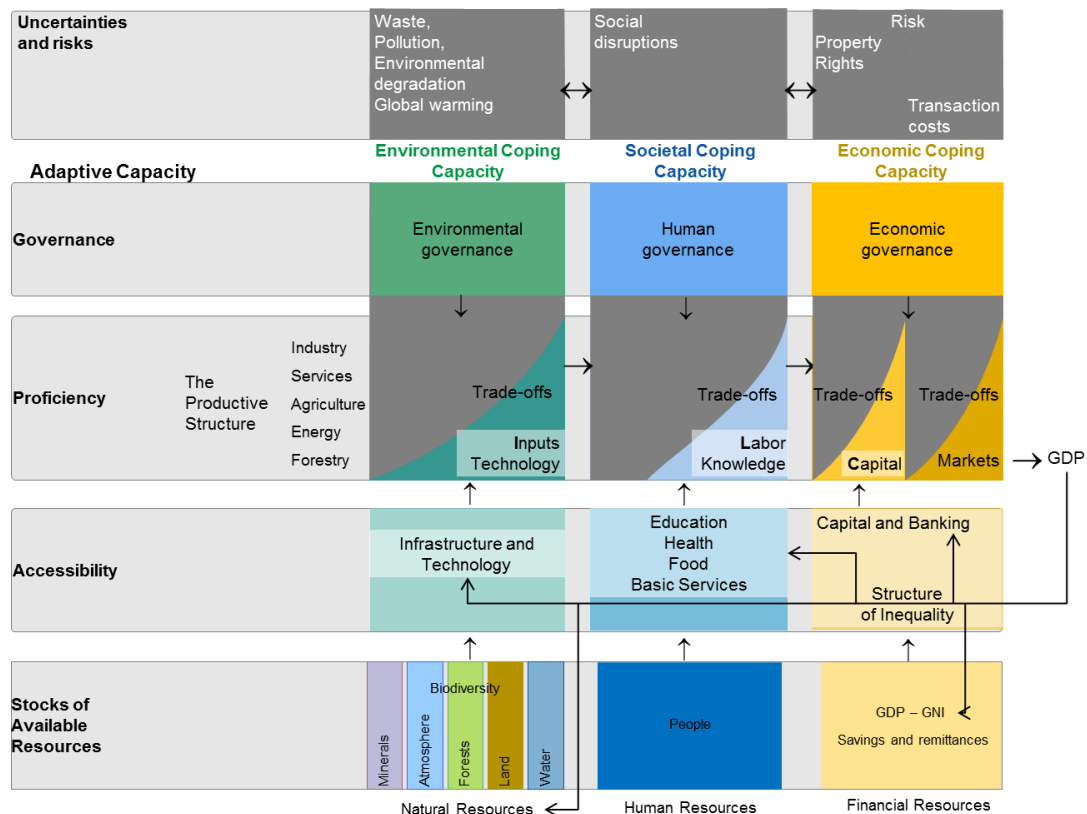 Uncertainties
and risks
Waste,
Pollution,
Environmental
degradation
Global warming
Social
disruptions
Risk
Property
Rights
Transaction
costs
Adaptive Capacity
Environmental Coping
Capacity
Societal Coping
Capacity
Economic Coping
Capacity
Governance
Environmental
governance
Human
governance
Economic
governance
Proficiency
The
Productive
Structure
Industry
Services
Agriculture
Energy
Forestry
Trade-offs
Inputs
Technology
Trade-offs
Labor
Knowledge
Trade-offs
Capital
Trade-offs
Markets
GDP
Accessibility
Infrastructure and
Technology
Education
Health
Food
Basic Services
Capital and Banking
Structure
of Inequality
Stocks of
Available
Resources
Biodiversity
Minerals
Atmosphere
Forests
Land
Water
People
GDP – GNI
Savings and remittances
Natural Resources
Human Resources
Financial Resources